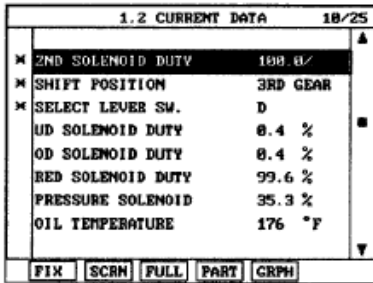 1.2 CURRENT DATA 10/25
* 2ND SOLENOID DUTY 100.0/
* SHIFT POSITION 3RD GEAR
* SELECT LEVER SW. D
UD SOLENOID DUTY 0.4 %
OD SOLENOID DUTY 0.4 %
RED SOLENOID DUTY 99.6 %
PRESSURE SOLENOID 35.3 %
OIL TEMPERATURE 176 °F
FIX SCRN FULL PART GRPH